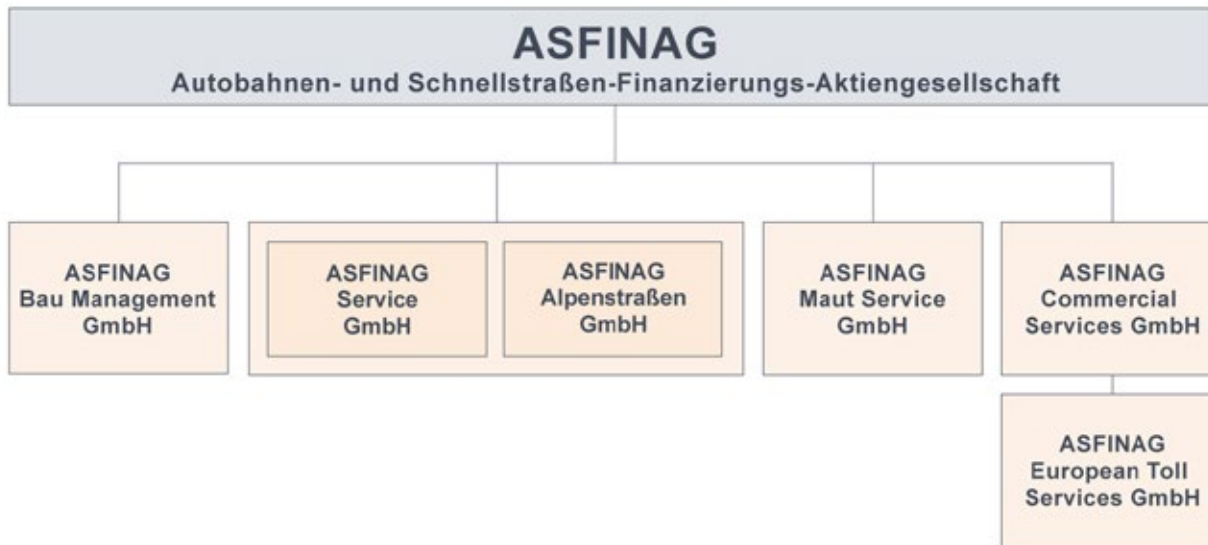 ASFINAG
Autobahnen- und Schnellstraßen-Finanzierungs-Aktiengesellschaft
ASFINAG
Bau Management
GmbH
ASFINAG
Service
GmbH
ASFINAG
Alpenstraßen
GmbH
ASFINAG
Maut Service
GmbH
ASFINAG
Commercial
Services GmbH
ASFINAG
European Toll
Services GmbH